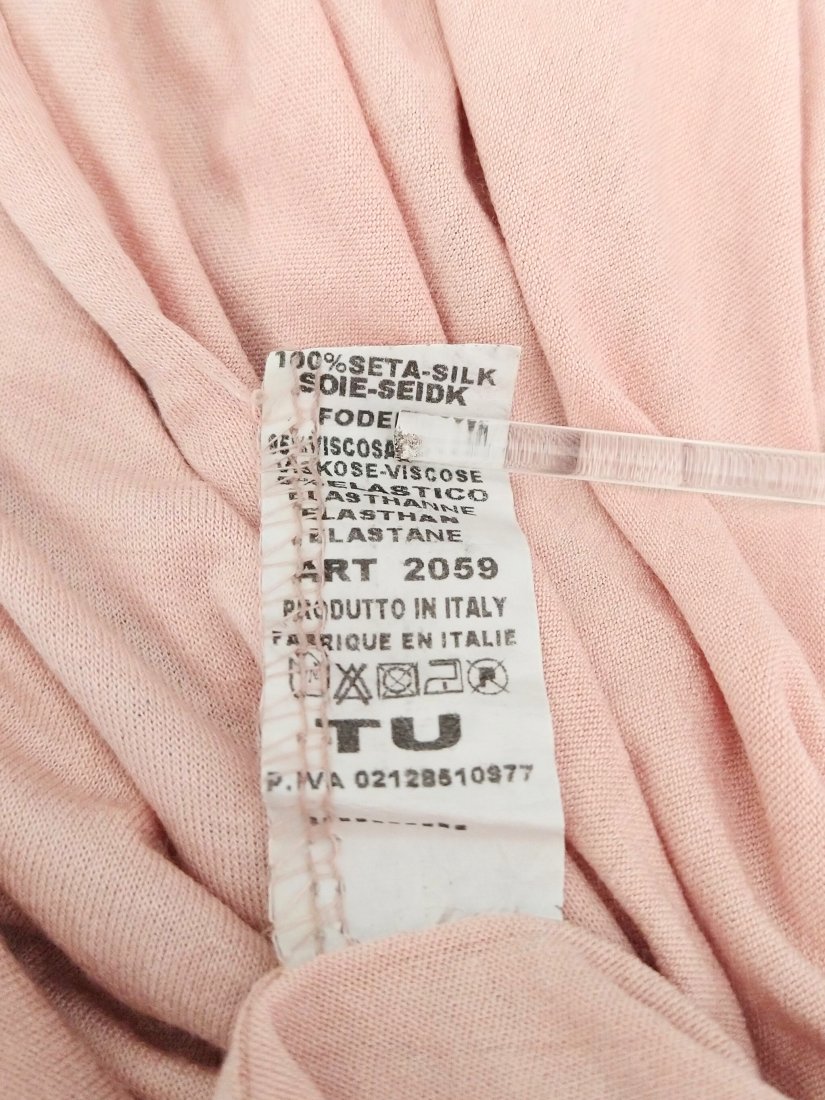 100%SETA-SILK
SOIE-SEIDK
FODE
VISCOSA
KOSE-VISCOSE
ELASTICO
ELASTHANNE
ELASTHAN
ELASTANE
ART 2059
PRODUTTO IN ITALY
FABRIQUE EN ITALIE
TU
P.IVA 02128510977